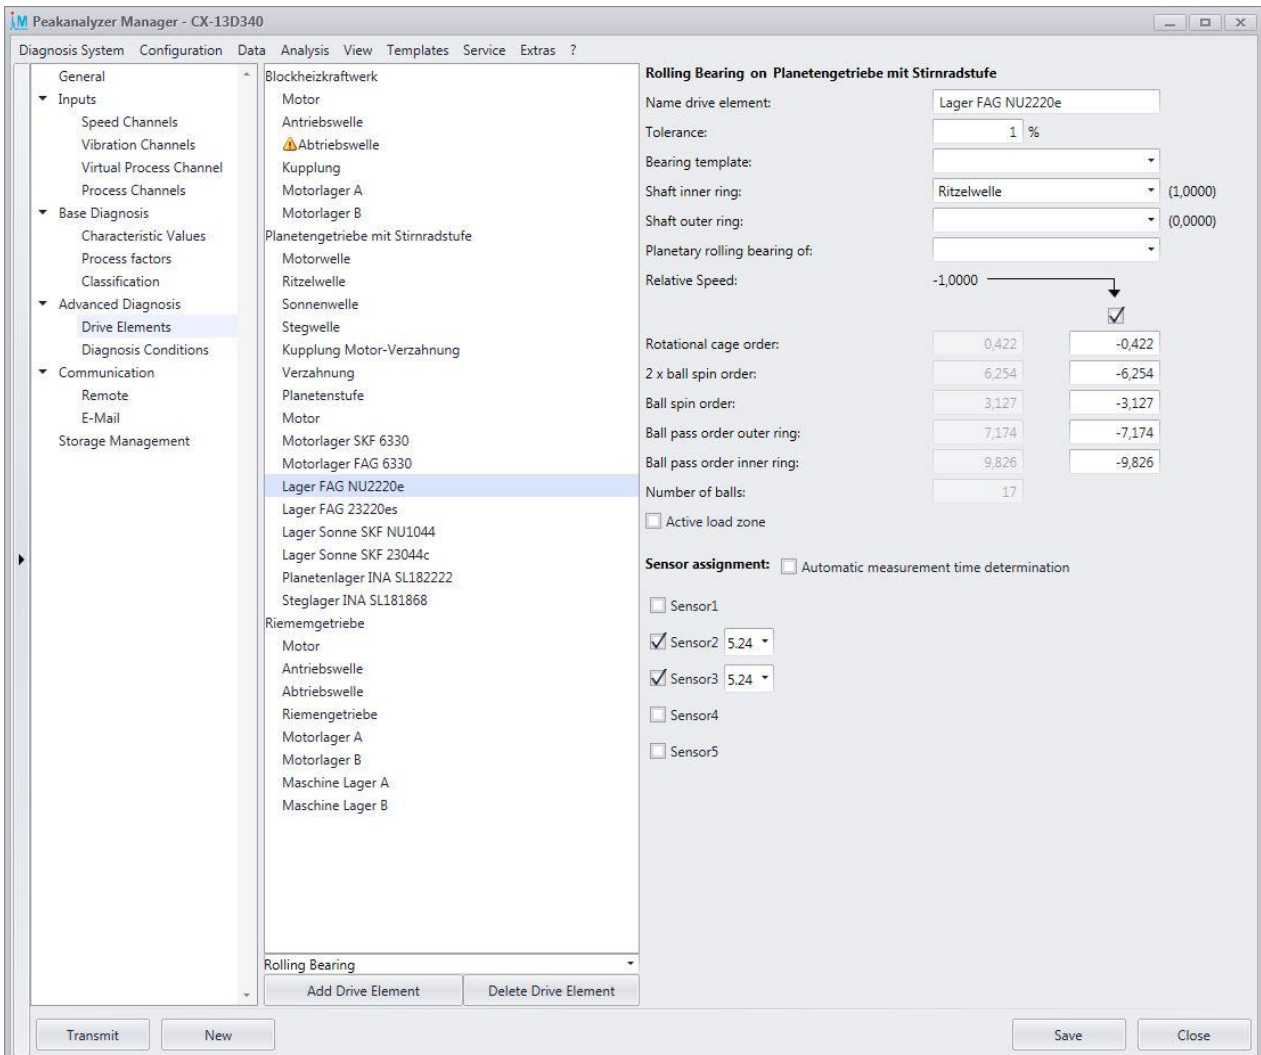 Peakanalyzer Manager - CX-13D340
Diagnosis System Configuration Data Analysis View Templates Service Extras ?
General
Inputs
Speed Channels
Vibration Channels
Virtual Process Channel
Process Channels
Base Diagnosis
Characteristic Values
Process factors
Classification
Advanced Diagnosis
Drive Elements
Diagnosis Conditions
Communication
Remote
E-Mail
Storage Management
Blockheizkraftwerk
Motor
Antriebswelle
Abtriebswelle
Kupplung
Motorlager A
Motorlager B
Planetengetriebe mit Stirnradstufe
Motorwelle
Ritzelwelle
Sonnenwelle
Stegwelle
Kupplung Motor-Verzahnung
Verzahnung
Planetenstufe
Motor
Motorlager SKF 6330
Motorlager FAG 6330
Lager FAG NU2220e
Lager FAG 23220es
Lager Sonne SKF NU1044
Lager Sonne SKF 23044c
Planetenlager INA SL182222
Steglager INA SL181868
Riememgetriebe
Motor
Antriebswelle
Abtriebswelle
Riemengetriebe
Motorlager A
Motorlager B
Maschine Lager A
Maschine Lager B
Rolling Bearing
Add Drive Element Delete Drive Element
Rolling Bearing on Planetengetriebe mit Stirnradstufe
Name drive element: Lager FAG NU2220e
Tolerance: 1 %
Bearing template:
Shaft inner ring: Ritzelwelle (1,0000)
Shaft outer ring: (0,0000)
Planetary rolling bearing of:
Relative Speed: -1,0000
Rotational cage order: 0,422 -0,422
2 x ball spin order: 6,254 -6,254
Ball spin order: 3,127 -3,127
Ball pass order outer ring: 7,174 -7,174
Ball pass order inner ring: 9,826 -9,826
Number of balls: 17
Active load zone
Sensor assignment: Automatic measurement time determination
Sensor1
Sensor2 5.24
Sensor3 5.24
Sensor4
Sensor5
Transmit New Save Close